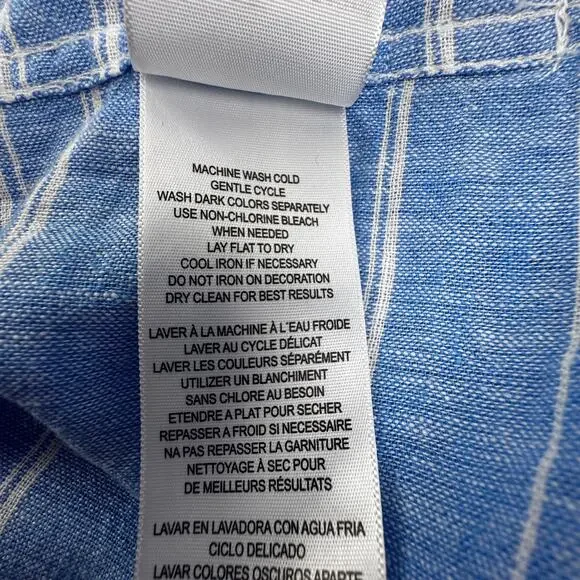 MACHINE WASH COLD
GENTLE CYCLE
WASH DARK COLORS SEPARATELY
USE NON-CHLORINE BLEACH
WHEN NEEDED
LAY FLAT TO DRY
COOL IRON IF NECESSARY
DO NOT IRON ON DECORATION
DRY CLEAN FOR BEST RESULTS
LAVER À LA MACHINE À L´EAU FROIDE
LAVER AU CYCLE DÉLICAT
LAVER LES COULEURS SÉPARÉMENT
UTILIZER UN BLANCHIMENT
SANS CHLORE AU BESOIN
ETENDRE A PLAT POUR SECHER
REPASSER A FROID SI NECESSAIRE
NA PAS REPASSER LA GARNITURE
NETTOYAGE À SEC POUR
DE MEILLEURS RÉSULTATS
LAVAR EN LAVADORA CON AGUA FRIA
CICLO DELICADO
LAVAR COLORES OSCUROS APARTE